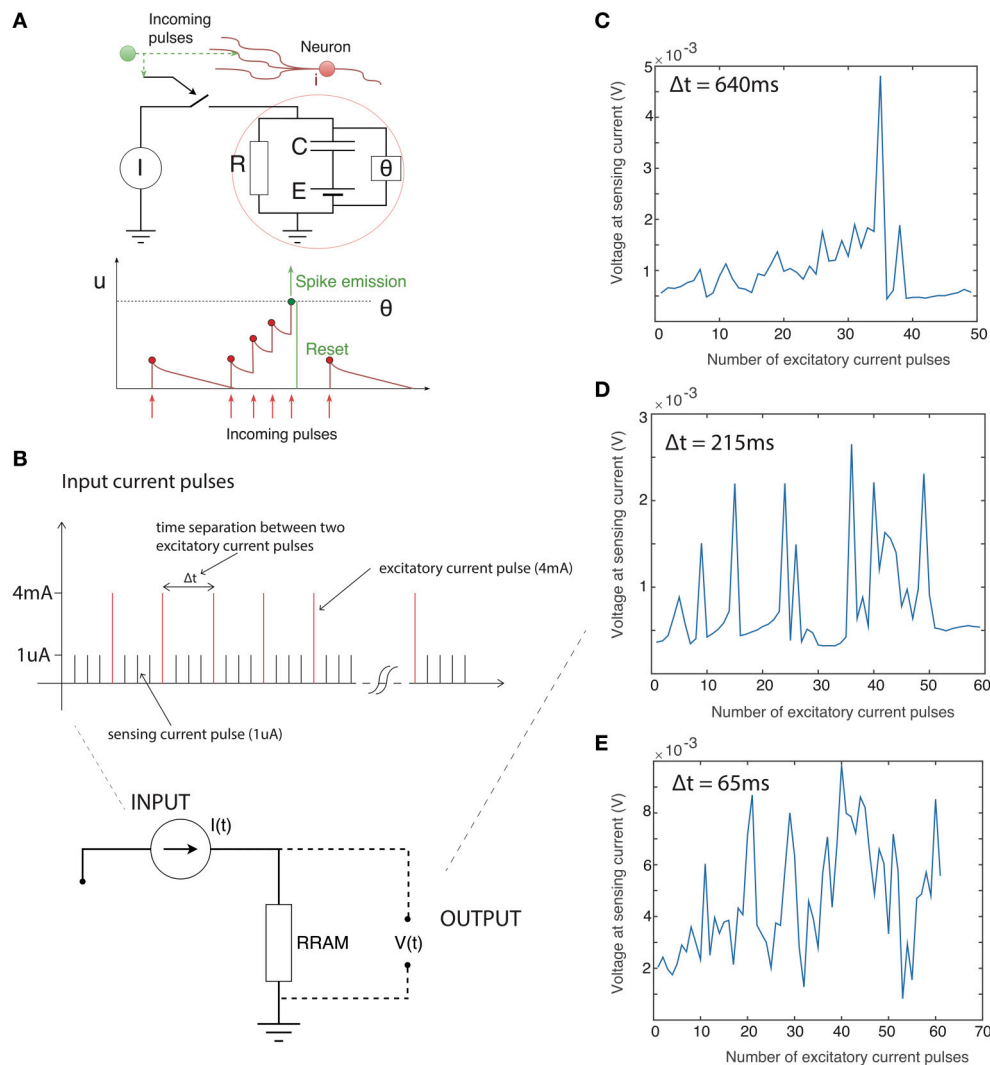 A
Incoming
pulses
Neuron
i
I
R
C
E
θ
u
Spike emission
θ
Reset
Incoming pulses
B
Input current pulses
time separation between two
excitatory current pulses
Δt
excitatory current pulse (4mA)
4mA
1uA
sensing current pulse (1uA)
INPUT
I(t)
RRAM
V(t)
OUTPUT
C
×10⁻³
Δt = 640ms
Voltage at sensing current (V)
5
4
3
2
1
0 10 20 30 40 50
Number of excitatory current pulses
D
×10⁻³
Δt = 215ms
Voltage at sensing current (V)
3
2
1
0 10 20 30 40 50 60
Number of excitatory current pulses
E
×10⁻³
Δt = 65ms
Voltage at sensing current (V)
8
6
4
2
0 10 20 30 40 50 60 70
Number of excitatory current pulses